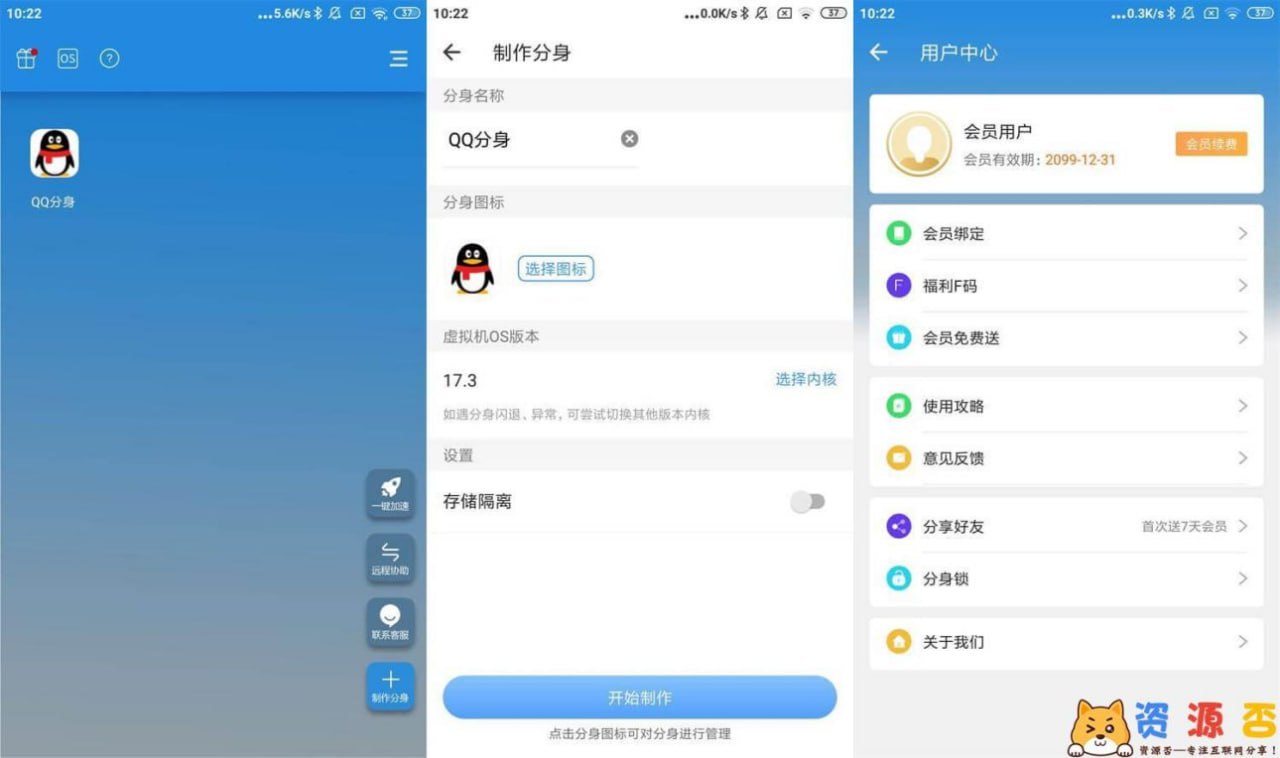 10:22
...5.6K/s
37
OS
?
QQ分身
一键加速
远程协助
联系客服
制作分身
10:22
...0.0K/s
37
制作分身
分身名称
QQ分身
分身图标
选择图标
虚拟机OS版本
17.3
选择内核
如遇分身闪退、异常,可尝试切换其他版本内核
设置
存储隔离
开始制作
点击分身图标可对分身进行管理
10:22
...0.3K/s
37
用户中心
会员用户
会员有效期:2099-12-31
会员续费
会员绑定
F
福利F码
会员免费送
使用攻略
意见反馈
分享好友
首次送7天会员
分身锁
关于我们
资源否
资源否—专注互联网分享!